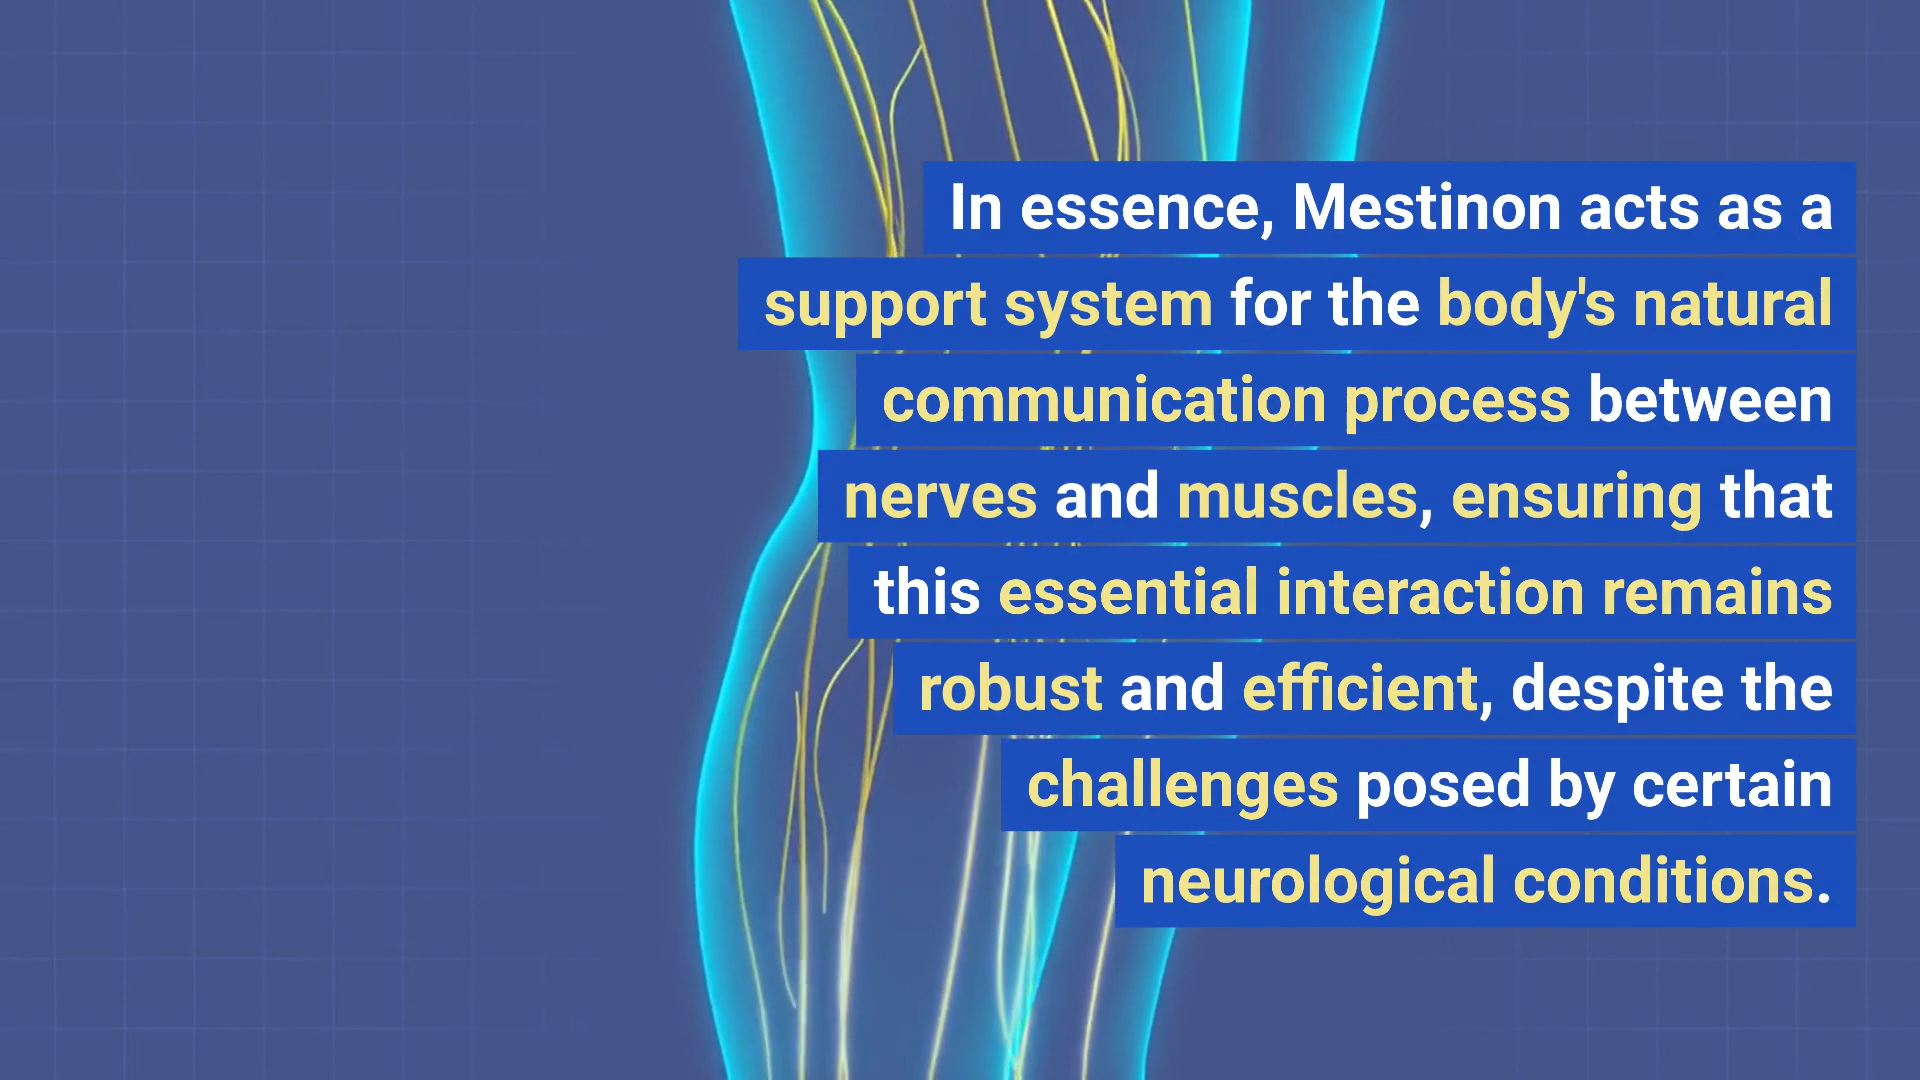 In essence, Mestinon acts as a
support system for the body's natural
communication process between
nerves and muscles, ensuring that
this essential interaction remains
robust and efficient, despite the
challenges posed by certain
neurological conditions.